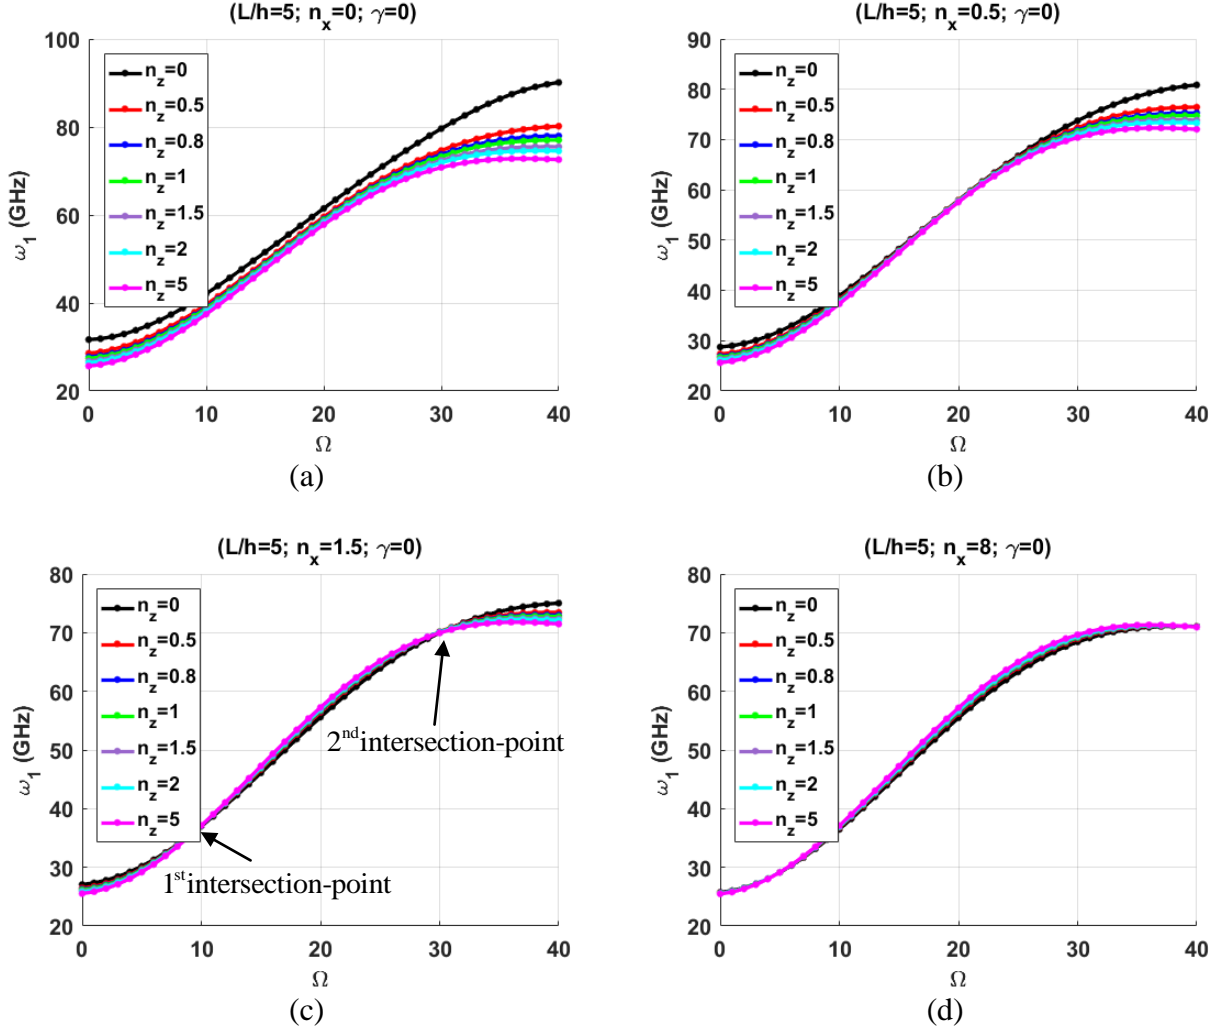 (L/h=5; n_x=0; γ=0)
100
80
60
40
20
ω_1 (GHz)
n_z=0
n_z=0.5
n_z=0.8
n_z=1
n_z=1.5
n_z=2
n_z=5
0 10 20 30 40
Ω
(a)
(L/h=5; n_x=0.5; γ=0)
90
80
70
60
50
40
30
20
ω_1 (GHz)
n_z=0
n_z=0.5
n_z=0.8
n_z=1
n_z=1.5
n_z=2
n_z=5
0 10 20 30 40
Ω
(b)
(L/h=5; n_x=1.5; γ=0)
80
70
60
50
40
30
20
ω_1 (GHz)
n_z=0
n_z=0.5
n_z=0.8
n_z=1
n_z=1.5
n_z=2
n_z=5
2nd intersection-point
1st intersection-point
0 10 20 30 40
Ω
(c)
(L/h=5; n_x=8; γ=0)
80
70
60
50
40
30
20
ω_1 (GHz)
n_z=0
n_z=0.5
n_z=0.8
n_z=1
n_z=1.5
n_z=2
n_z=5
0 10 20 30 40
Ω
(d)